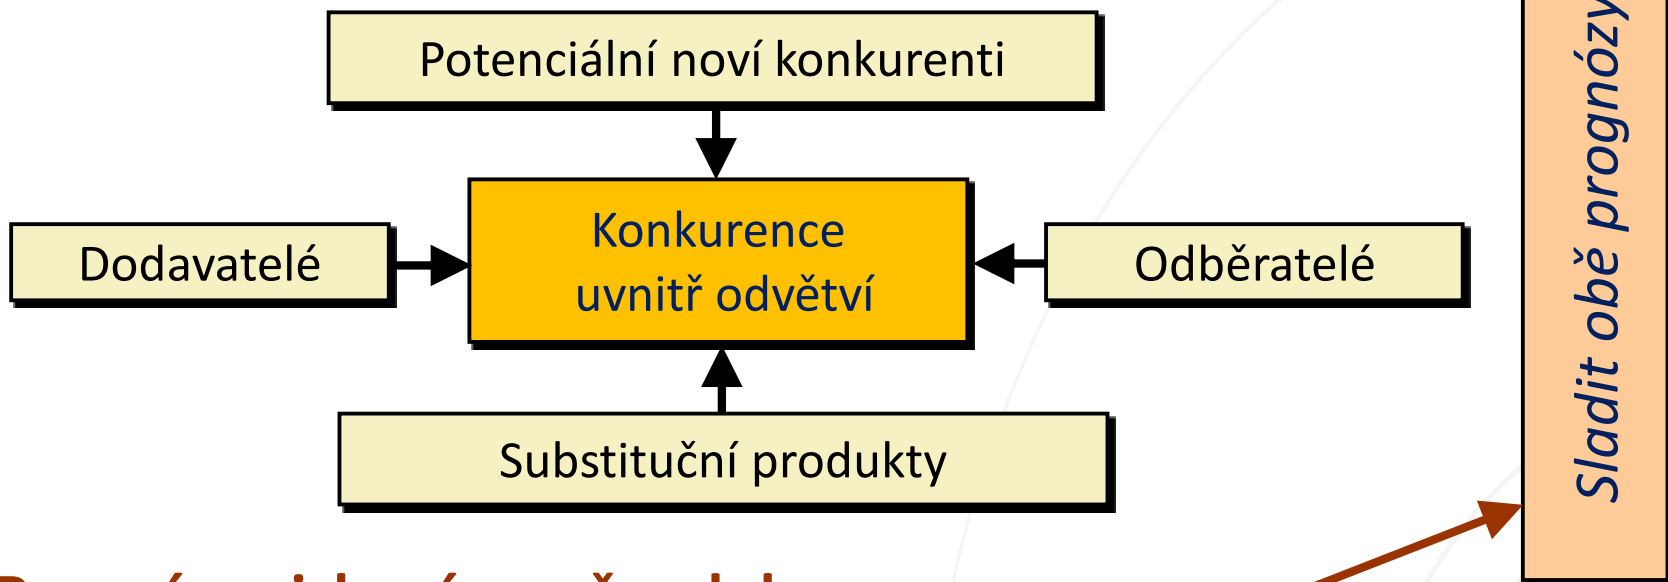 Potenciální noví konkurenti
Konkurence
uvnitř odvětví
Dodavatelé
Odběratelé
Substituční produkty
Sladit obě prognózy